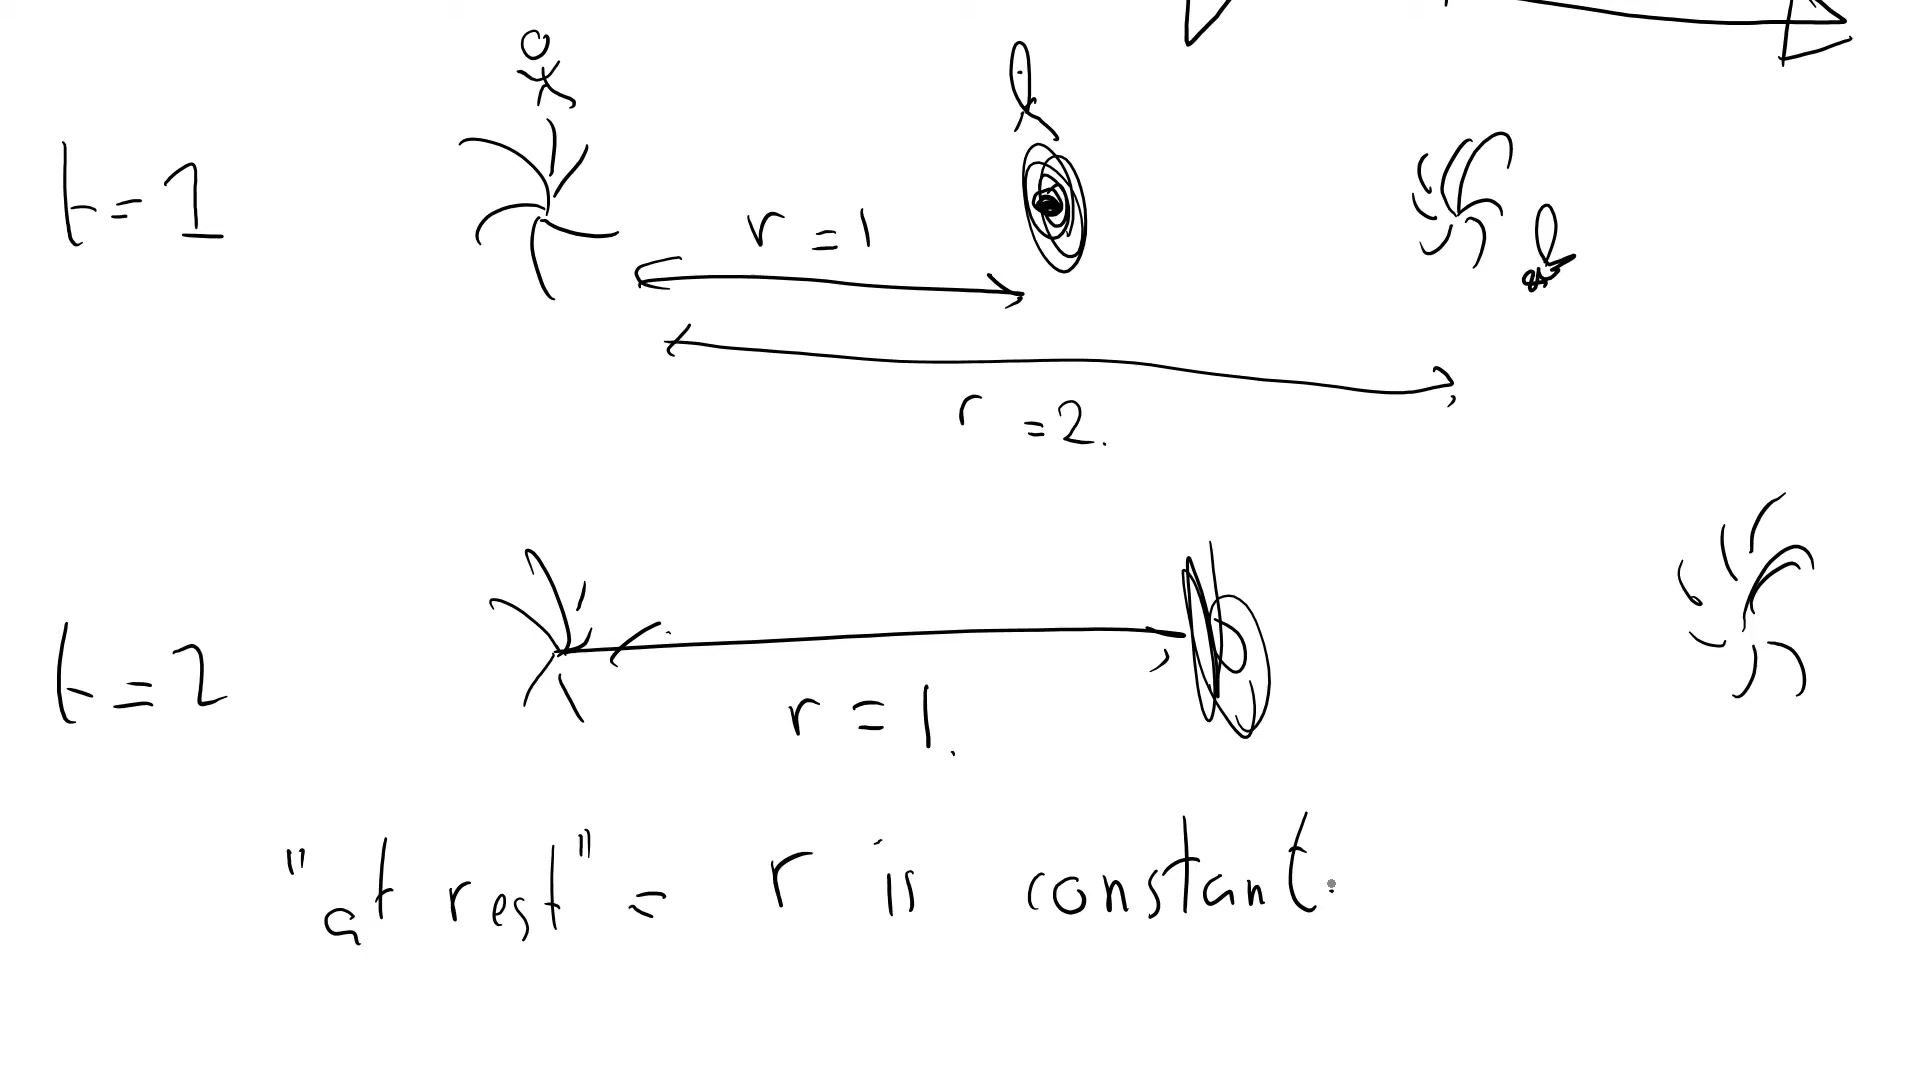 t = 1
r = 1
r = 2.
t = 2
r = 1.
"at rest" = r is constant.